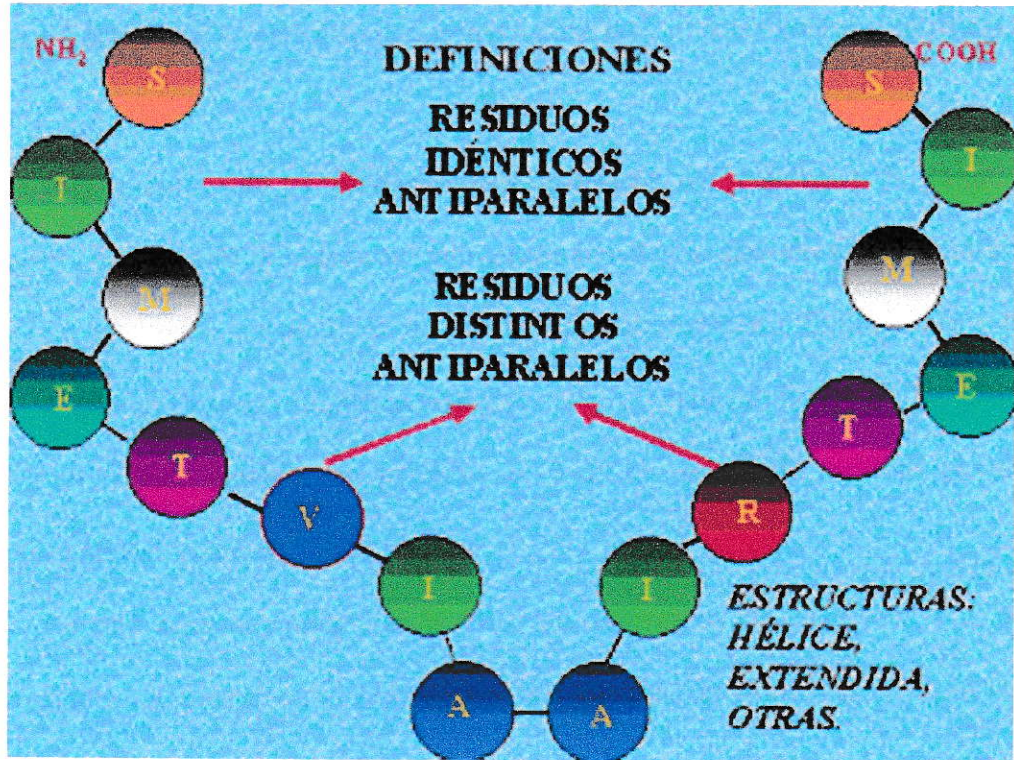 NH₂
COOH
DEFINICIONES
RESIDUOS
IDÉNTICOS
ANTIPARALELOS
RESIDUOS
DISTINTOS
ANTIPARALELOS
S
I
M
E
T
V
I
A
A
I
R
T
E
M
I
S
ESTRUCTURAS:
HÉLICE,
EXTENDIDA,
OTRAS.